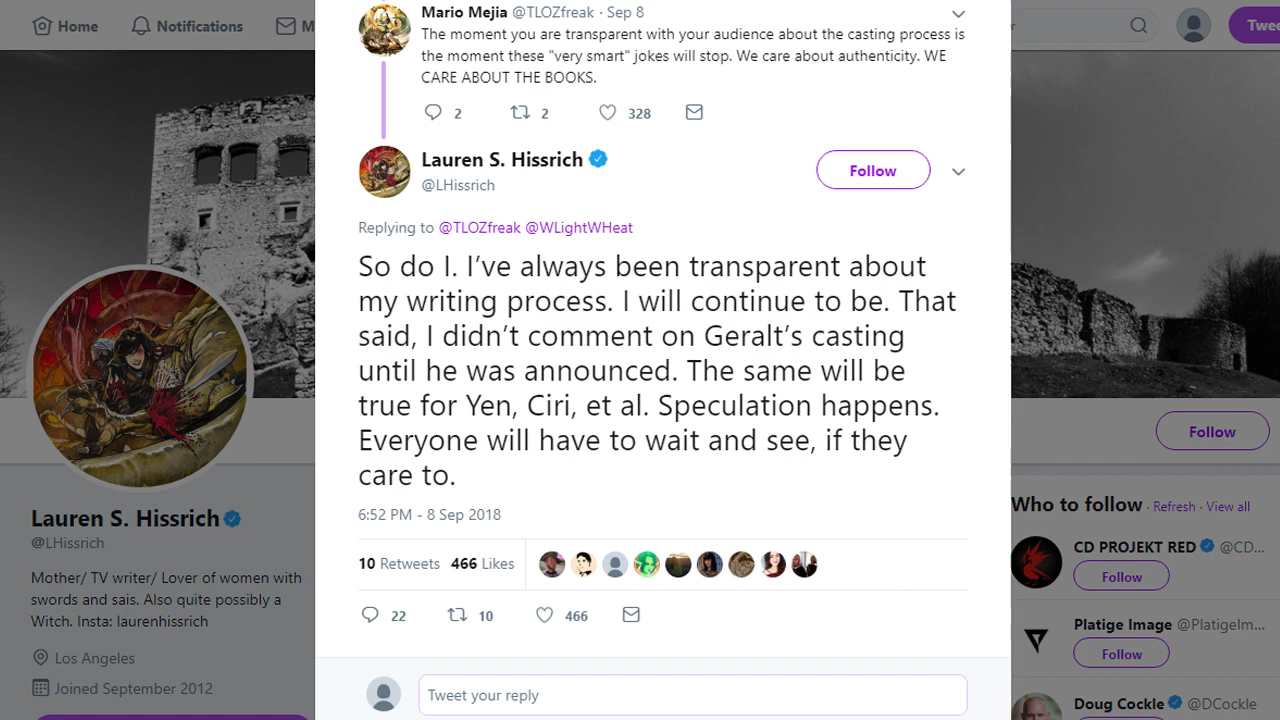 Home
Notifications
M
Twee
Mario Mejia @TLOZfreak · Sep 8
The moment you are transparent with your audience about the casting process is
the moment these "very smart" jokes will stop. We care about authenticity. WE
CARE ABOUT THE BOOKS.
2 2 328
Lauren S. Hissrich
@LHissrich
Follow
Replying to @TLOZfreak @WLightWHeat
So do I. I’ve always been transparent about
my writing process. I will continue to be. That
said, I didn’t comment on Geralt’s casting
until he was announced. The same will be
true for Yen, Ciri, et al. Speculation happens.
Everyone will have to wait and see, if they
care to.
6:52 PM - 8 Sep 2018
10 Retweets 466 Likes
22 10 466
Tweet your reply
Lauren S. Hissrich
@LHissrich
Mother/ TV writer/ Lover of women with
swords and sais. Also quite possibly a
Witch. Insta: laurenhissrich
Los Angeles
Joined September 2012
Follow
Who to follow · Refresh · View all
CD PROJEKT RED @CD...
Follow
Platige Image @PlatigeIm...
Follow
Doug Cockle @DCockle